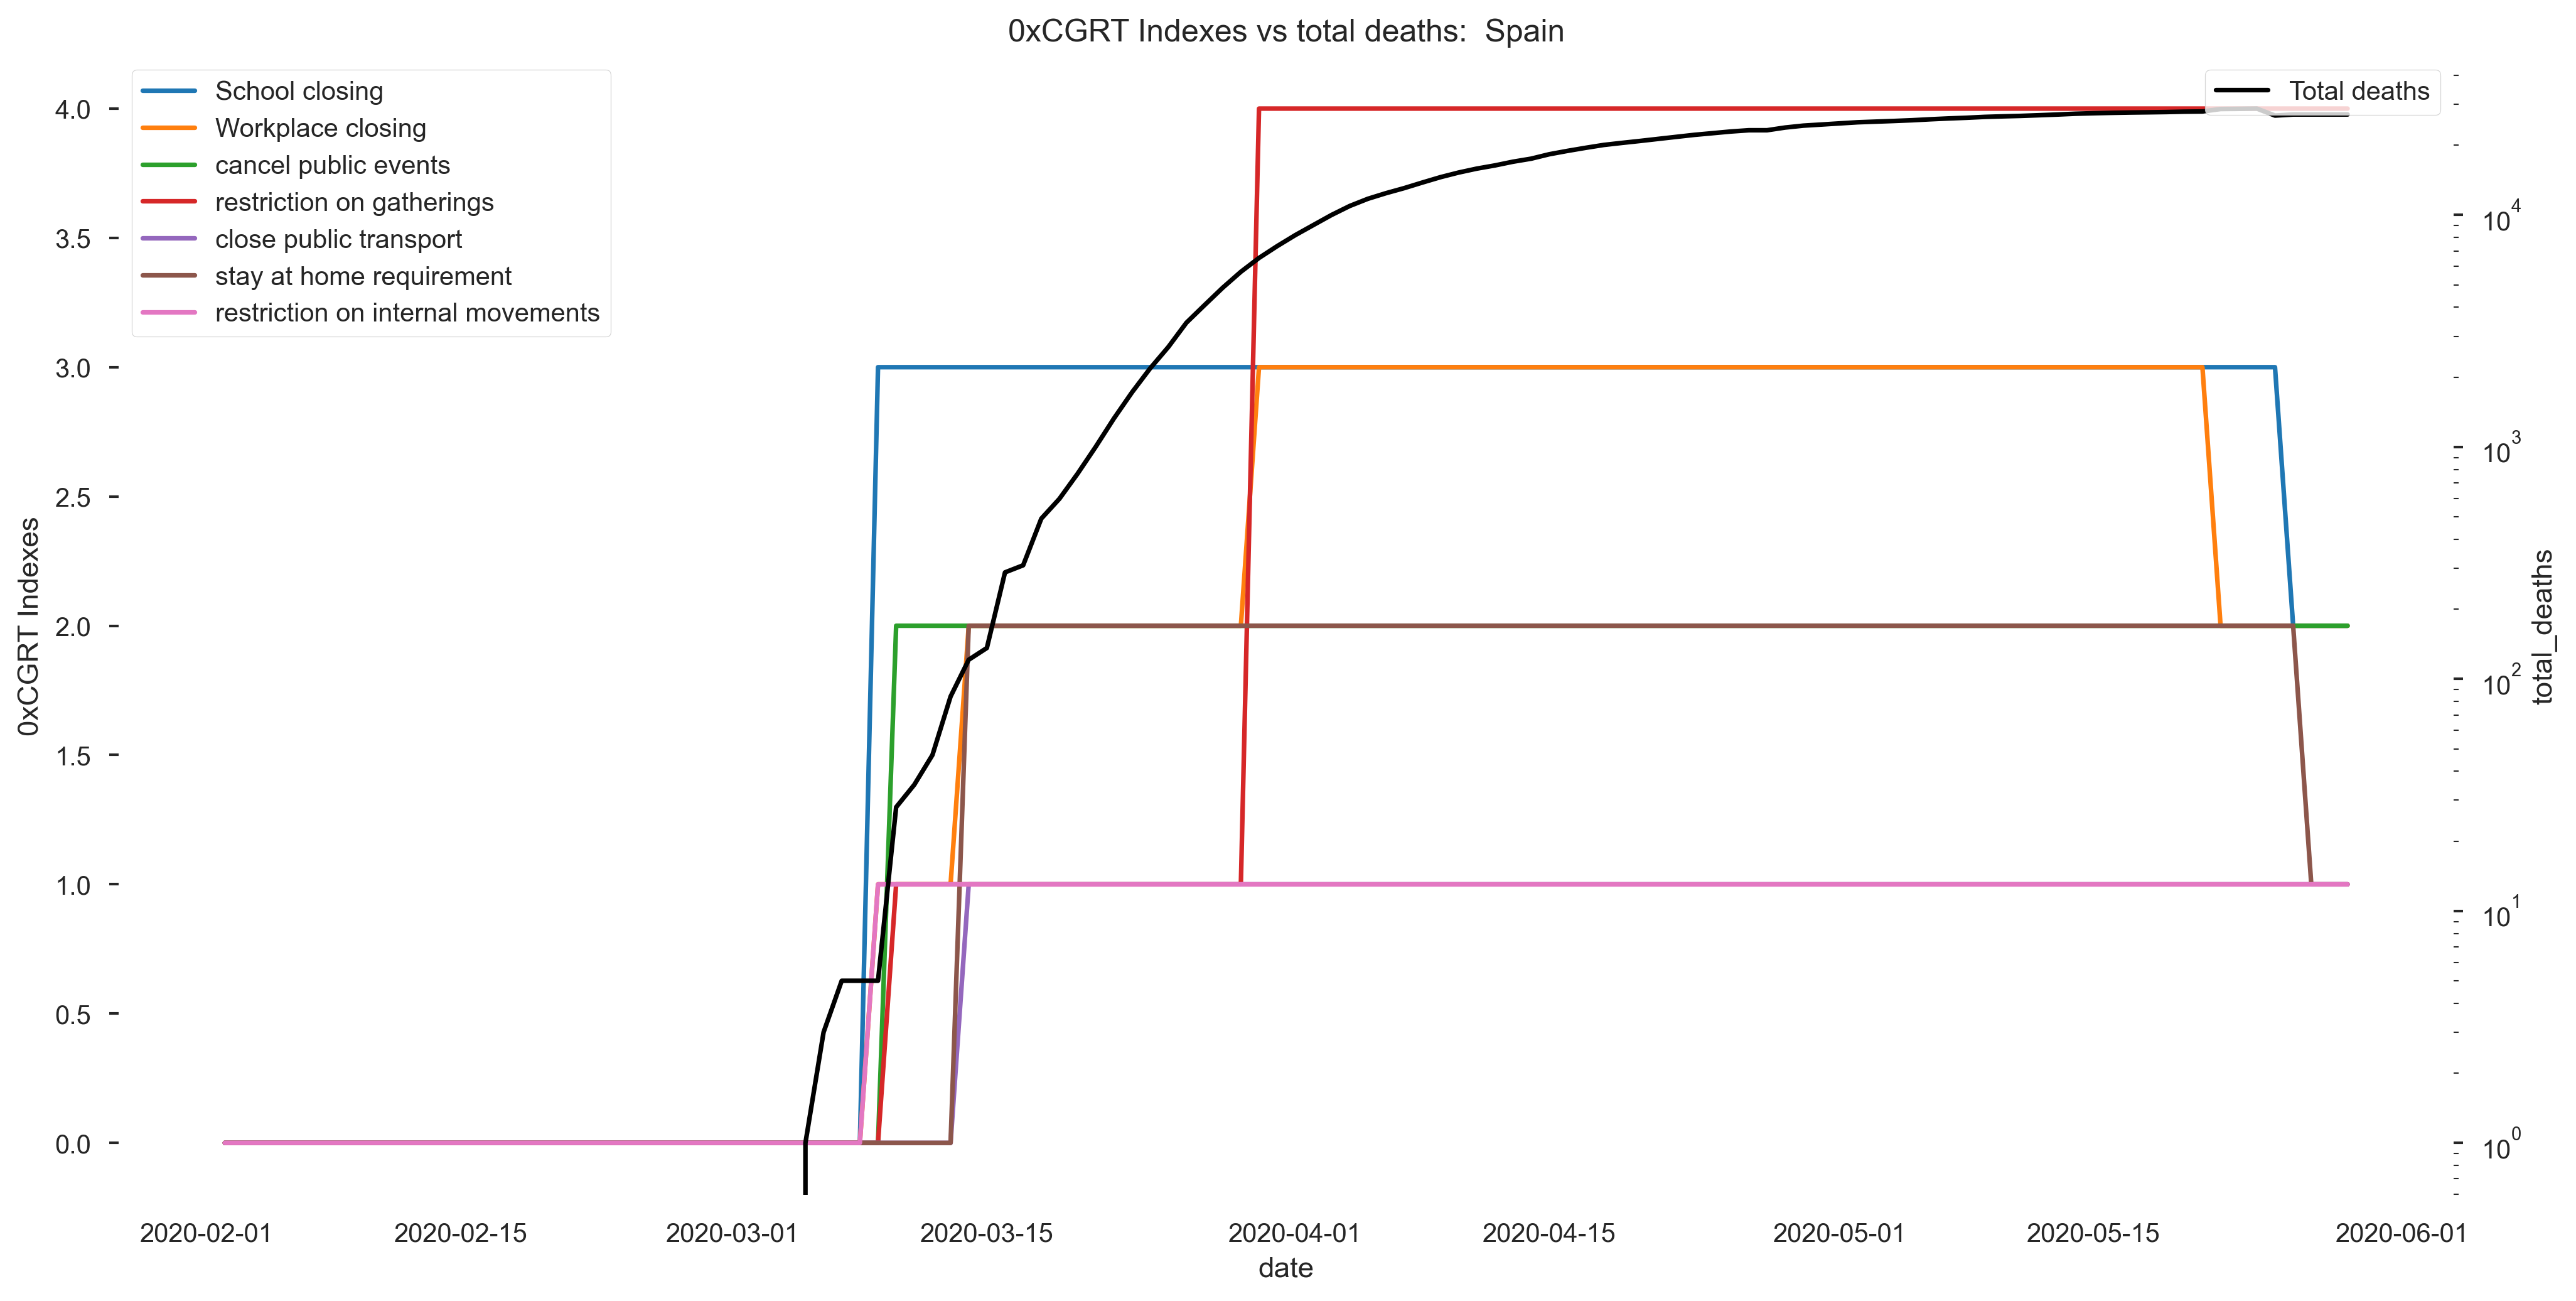 0xCGRT Indexes vs total deaths:  Spain
School closing
Workplace closing
cancel public events
restriction on gatherings
close public transport
stay at home requirement
restriction on internal movements
Total deaths
4.0
3.5
3.0
2.5
2.0
1.5
1.0
0.5
0.0
0xCGRT Indexes
10^4
10^3
10^2
10^1
10^0
total_deaths
2020-02-01 2020-02-15 2020-03-01 2020-03-15 2020-04-01 2020-04-15 2020-05-01 2020-05-15 2020-06-01
date